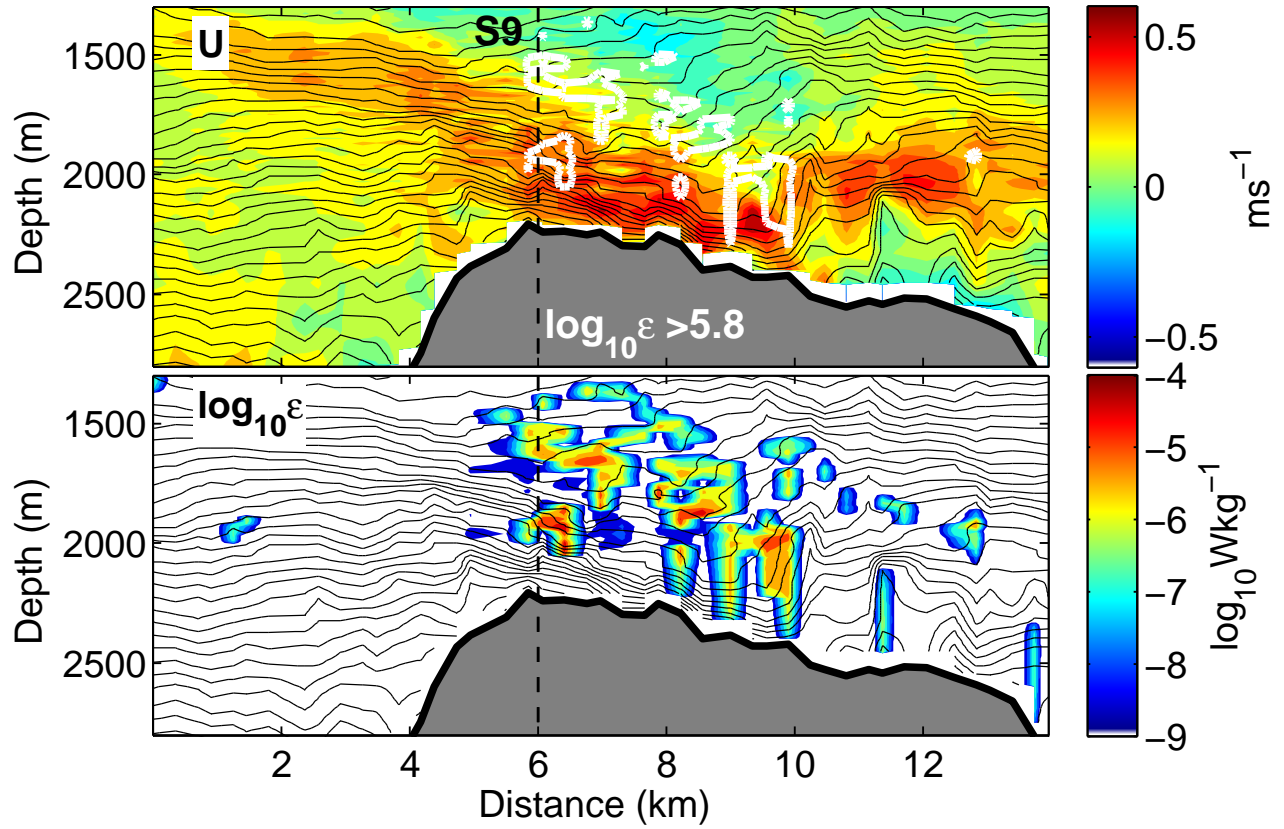 U
S9
0.5
1500
2000
2500
Depth (m)
0
−0.5
ms⁻¹
log₁₀ε >5.8
log₁₀ε
1500
2000
2500
Depth (m)
−4
−5
−6
−7
−8
−9
log₁₀Wkg⁻¹
2 4 6 8 10 12
Distance (km)